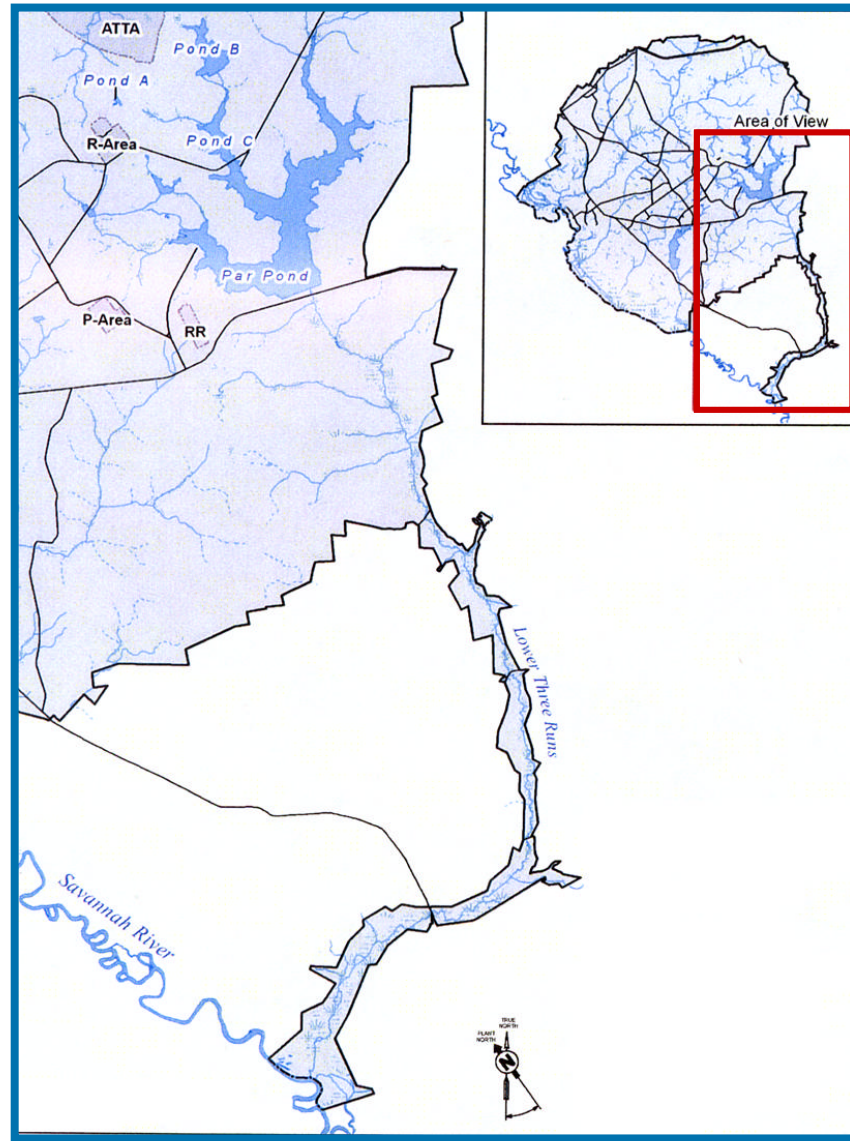 ATTA
Pond B
Pond A
Pond C
R-Area
Par Pond
P-Area
RR
Area of View
Lower Three Runs
Savannah River
TRUE
NORTH
PLANT
NORTH
N